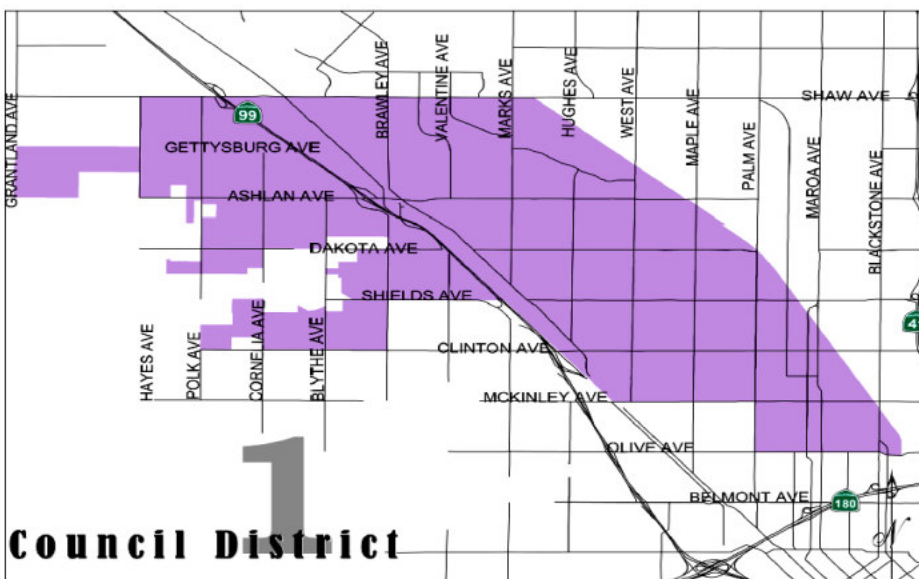 GRANTLAND AVE
BRAWLEY AVE
VALENTINE AVE
MARKS AVE
HUGHES AVE
WEST AVE
MAPLE AVE
PALM AVE
MAROA AVE
BLACKSTONE AVE
SHAW AVE
99
GETTYSBURG AVE
ASHLAN AVE
DAKOTA AVE
SHIELDS AVE
HAYES AVE
POLK AVE
CORNELIA AVE
BLYTHE AVE
CLINTON AVE
MCKINLEY AVE
OLIVE AVE
BELMONT AVE
180
N
1
Council District